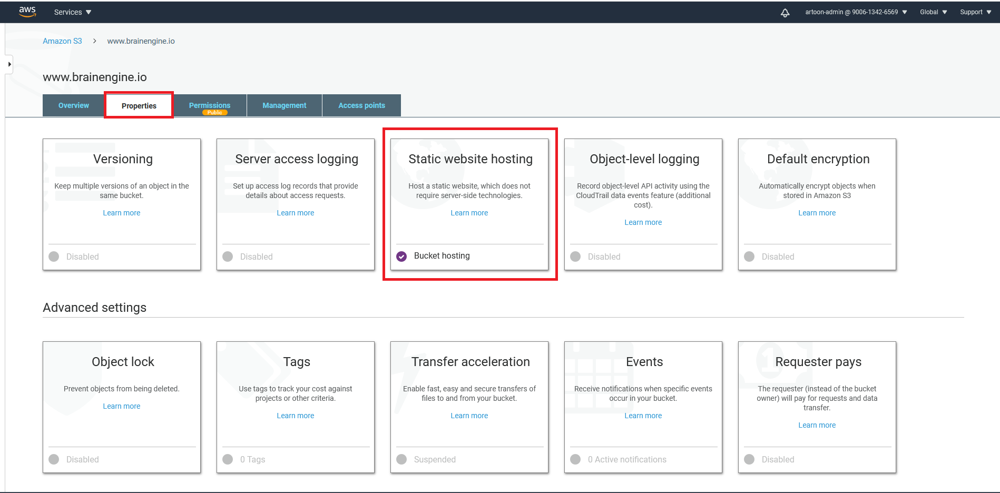 aws Services artoon-admin @ 9006-1342-6569 Global Support
Amazon S3 > www.brainengine.io
www.brainengine.io
Overview Properties Permissions Management Access points
Public
Versioning
Keep multiple versions of an object in the
same bucket.
Learn more
Disabled
Server access logging
Set up access log records that provide
details about access requests.
Learn more
Disabled
Static website hosting
Host a static website, which does not
require server-side technologies.
Learn more
Bucket hosting
Object-level logging
Record object-level API activity using the
CloudTrail data events feature (additional
cost).
Learn more
Disabled
Default encryption
Automatically encrypt objects when
stored in Amazon S3
Learn more
Disabled
Advanced settings
Object lock
Prevent objects from being deleted.
Learn more
Disabled
Tags
Use tags to track your cost against
projects or other criteria.
Learn more
0 Tags
Transfer acceleration
Enable fast, easy and secure transfers of
files to and from your bucket.
Learn more
Suspended
Events
Receive notifications when specific events
occur in your bucket.
Learn more
0 Active notifications
Requester pays
The requester (instead of the bucket
owner) will pay for requests and data
transfer.
Learn more
Disabled